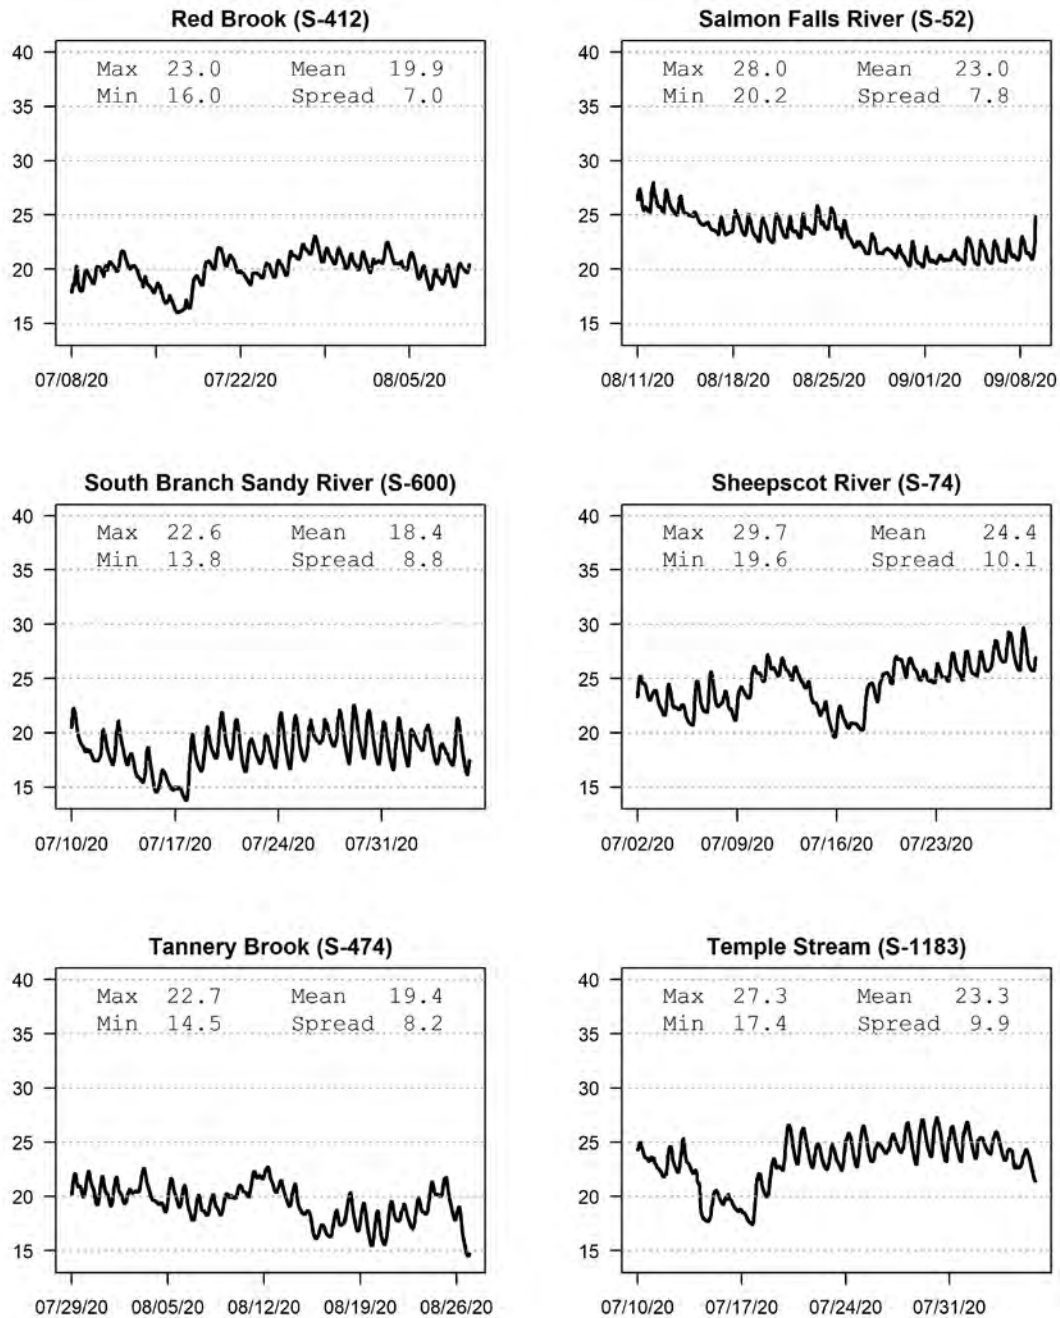 Red Brook (S-412)
Max 23.0 Mean 19.9
Min 16.0 Spread 7.0
40
35
30
25
20
15
07/08/20 07/22/20 08/05/20
Salmon Falls River (S-52)
Max 28.0 Mean 23.0
Min 20.2 Spread 7.8
40
35
30
25
20
15
08/11/20 08/18/20 08/25/20 09/01/20 09/08/20
South Branch Sandy River (S-600)
Max 22.6 Mean 18.4
Min 13.8 Spread 8.8
40
35
30
25
20
15
07/10/20 07/17/20 07/24/20 07/31/20
Sheepscot River (S-74)
Max 29.7 Mean 24.4
Min 19.6 Spread 10.1
40
35
30
25
20
15
07/02/20 07/09/20 07/16/20 07/23/20
Tannery Brook (S-474)
Max 22.7 Mean 19.4
Min 14.5 Spread 8.2
40
35
30
25
20
15
07/29/20 08/05/20 08/12/20 08/19/20 08/26/20
Temple Stream (S-1183)
Max 27.3 Mean 23.3
Min 17.4 Spread 9.9
40
35
30
25
20
15
07/10/20 07/17/20 07/24/20 07/31/20